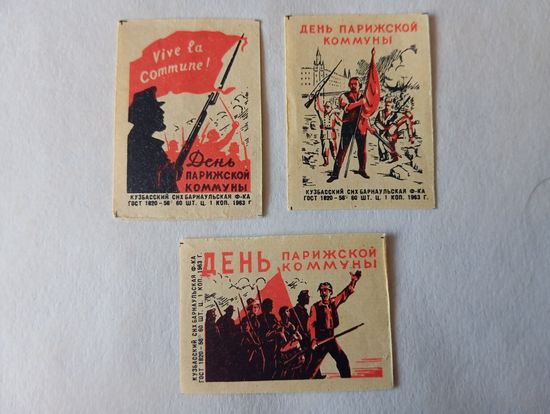 Vive la
Commune!
День
ПАРИЖСКОЙ
КОММУНЫ
КУЗБАССКИЙ СНХ БАРНАУЛЬСКАЯ Ф-КА
ГОСТ 1820-56 60 ШТ. Ц. 1 КОП. 1963 г.
ДЕНЬ ПАРИЖСКОЙ
КОММУНЫ
КУЗБАССКИЙ СНХ БАРНАУЛЬСКАЯ Ф-КА
ГОСТ 1820-56 60 ШТ. Ц. 1 КОП. 1963 г.
ДЕНЬ ПАРИЖСКОЙ
КОММУНЫ
КУЗБАССКИЙ СНХ БАРНАУЛЬСКАЯ Ф-КА
ГОСТ 1820-56 60 ШТ. Ц. 1 КОП. 1963 г.